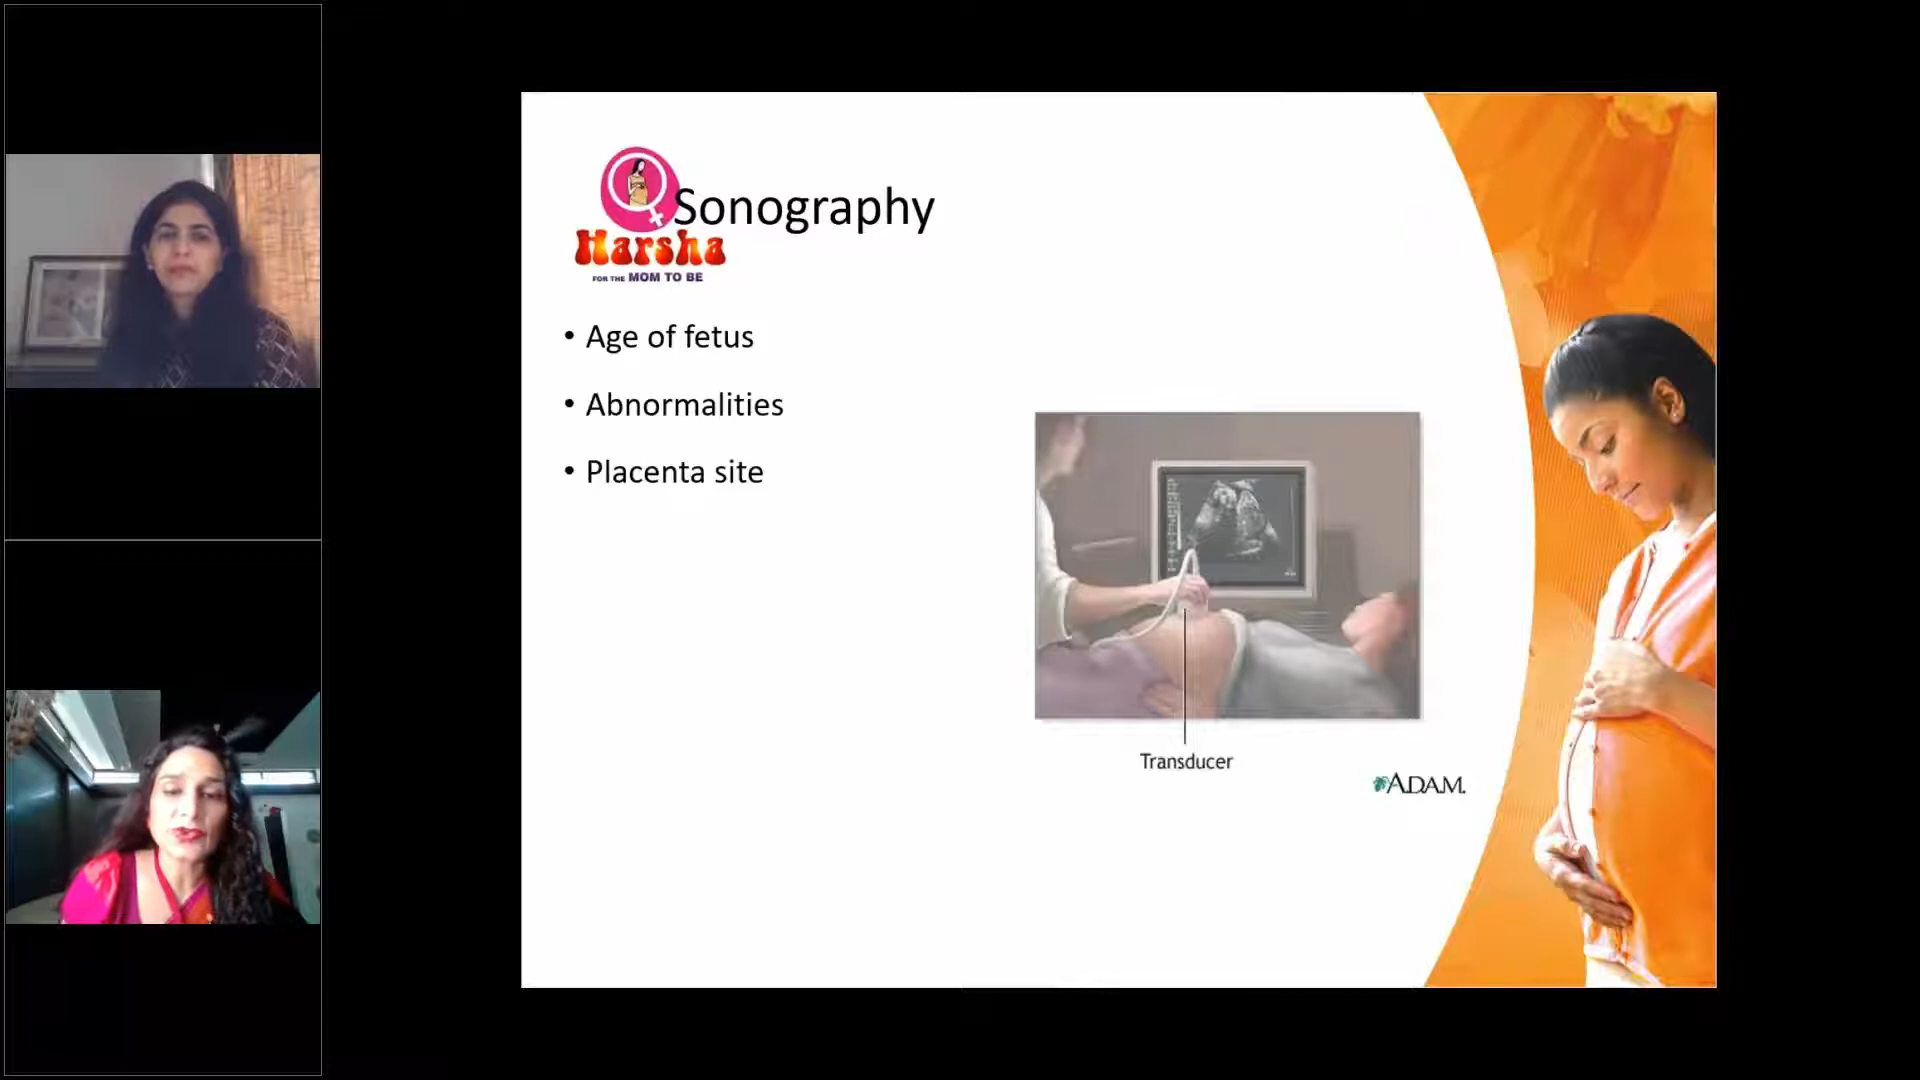 Sonography
Harsha
FOR THE MOM TO BE
• Age of fetus
• Abnormalities
• Placenta site
Transducer
A.D.A.M.